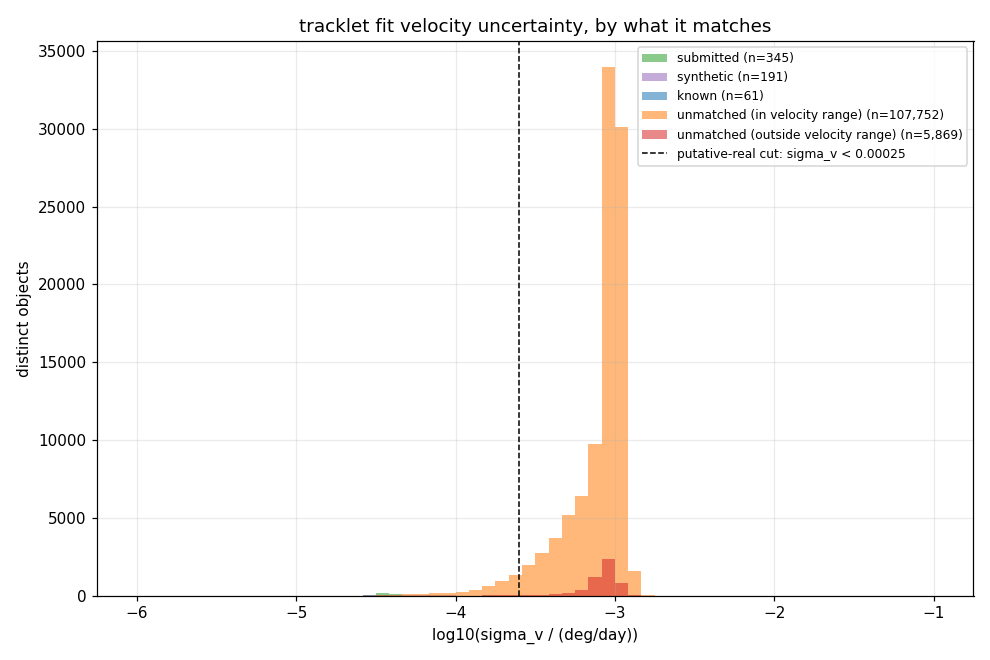 tracklet fit velocity uncertainty, by what it matches
submitted (n=345)
synthetic (n=191)
known (n=61)
unmatched (in velocity range) (n=107,752)
unmatched (outside velocity range) (n=5,869)
putative-real cut: sigma_v < 0.00025
distinct objects
35000
30000
25000
20000
15000
10000
5000
0
−6
−5
−4
−3
−2
−1
log10(sigma_v / (deg/day))